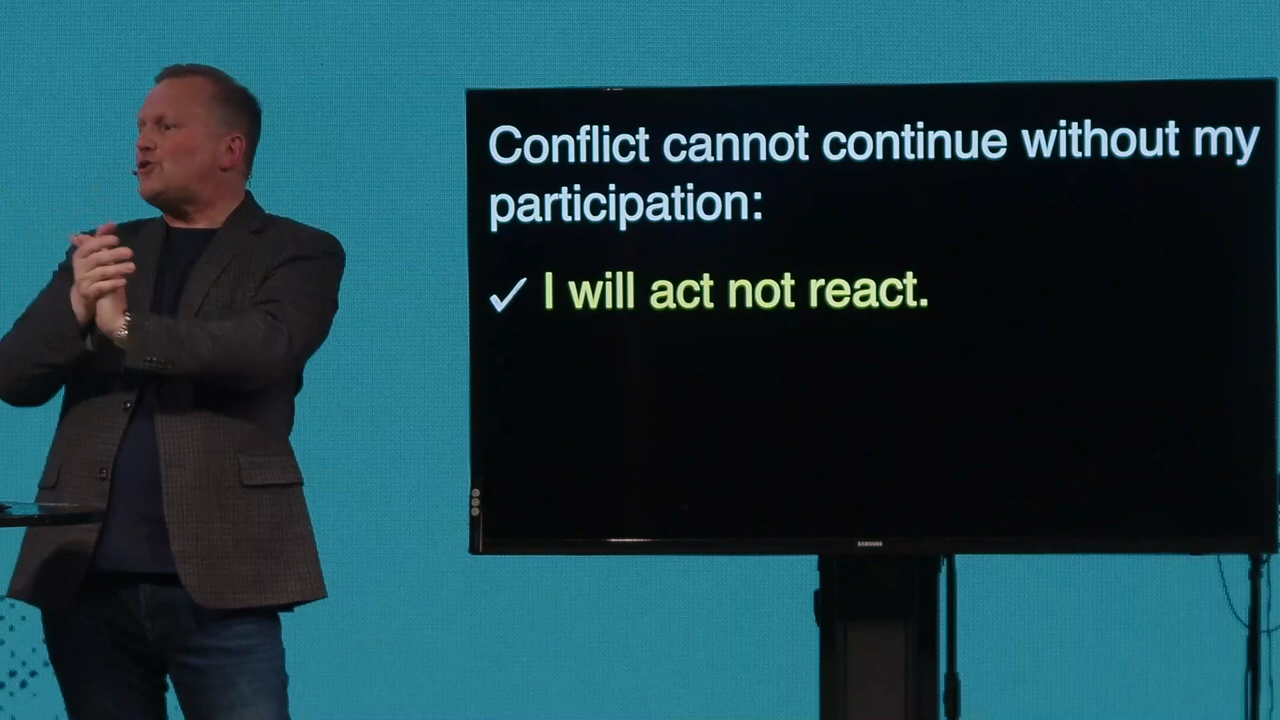 Conflict cannot continue without my
participation:
✓ I will act not react.
SAMSUNG